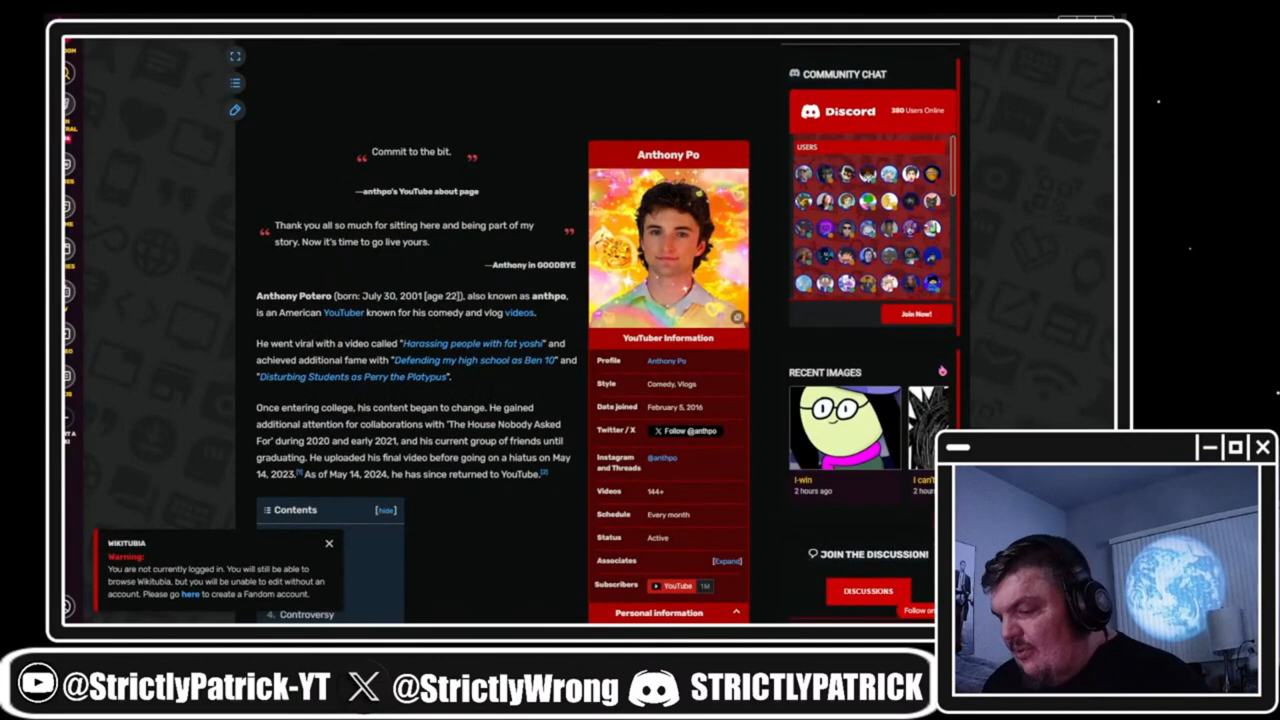 Commit to the bit.
—anthpo's YouTube about page
Thank you all so much for sitting here and being part of my
story. Now it's time to go live yours.
—Anthony in GOODBYE
Anthony Potero (born: July 30, 2001 [age 22]), also known as anthpo,
is an American YouTuber known for his comedy and vlog videos.
He went viral with a video called "Harassing people with fat yoshi" and
achieved additional fame with "Defending my high school as Ben 10" and
"Disturbing Students as Perry the Platypus".
Once entering college, his content began to change. He gained
additional attention for collaborations with 'The House Nobody Asked
For' during 2020 and early 2021, and his current group of friends until
graduating. He uploaded his final video before going on a hiatus on May
14, 2023.[1] As of May 14, 2024, he has since returned to YouTube.[2]
Contents [hide]
4. Controversy
WIKITUBIA
Warning:
You are not currently logged in. You will still be able to
browse Wikitubia, but you will be unable to edit without an
account. Please go here to create a Fandom account.
Anthony Po
YouTuber Information
Profile Anthony Po
Style Comedy, Vlogs
Date joined February 5, 2016
Twitter / X Follow @anthpo
Instagram
and Threads @anthpo
Videos 144+
Schedule Every month
Status Active
Associates [Expand]
Subscribers YouTube 1M
Personal information
COMMUNITY CHAT
Discord 380 Users Online
USERS
Join Now!
RECENT IMAGES
I-win
2 hours ago
I can'
2 hour
JOIN THE DISCUSSION!
DISCUSSIONS
Follow on
@StrictlyPatrick-YT @StrictlyWrong STRICTLYPATRICK